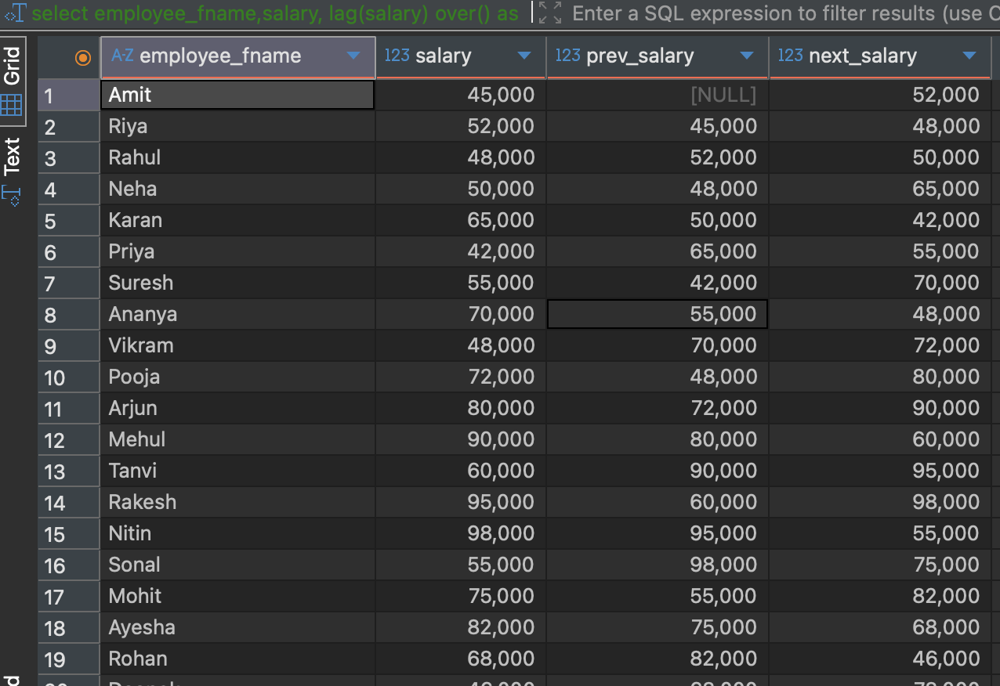 select employee_fname,salary, lag(salary) over() as Enter a SQL expression to filter results (use C
Grid
Text
A-Z employee_fname 123 salary 123 prev_salary 123 next_salary
1 Amit 45,000 [NULL] 52,000
2 Riya 52,000 45,000 48,000
3 Rahul 48,000 52,000 50,000
4 Neha 50,000 48,000 65,000
5 Karan 65,000 50,000 42,000
6 Priya 42,000 65,000 55,000
7 Suresh 55,000 42,000 70,000
8 Ananya 70,000 55,000 48,000
9 Vikram 48,000 70,000 72,000
10 Pooja 72,000 48,000 80,000
11 Arjun 80,000 72,000 90,000
12 Mehul 90,000 80,000 60,000
13 Tanvi 60,000 90,000 95,000
14 Rakesh 95,000 60,000 98,000
15 Nitin 98,000 95,000 55,000
16 Sonal 55,000 98,000 75,000
17 Mohit 75,000 55,000 82,000
18 Ayesha 82,000 75,000 68,000
19 Rohan 68,000 82,000 46,000